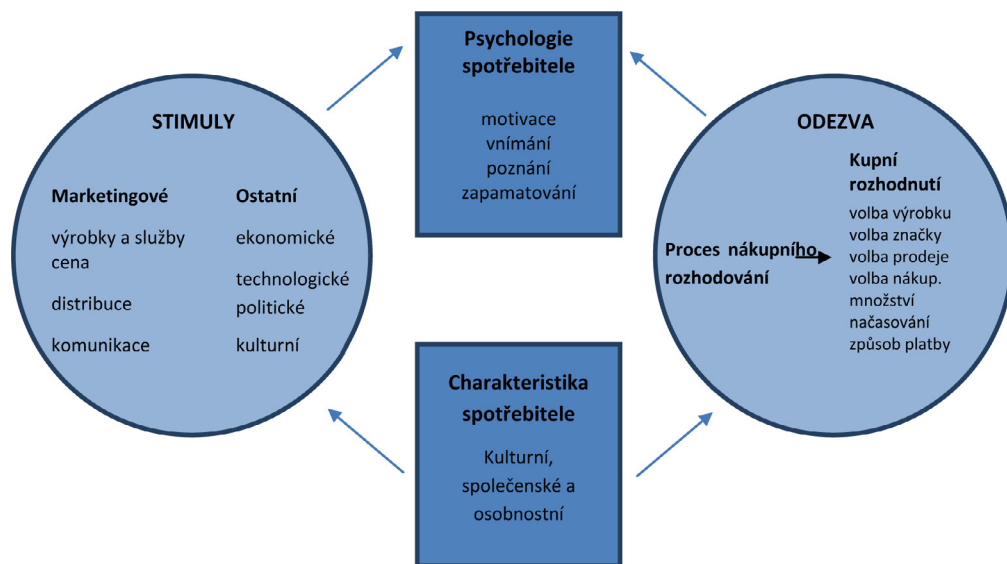 Psychologie
spotřebitele
motivace
vnímání
poznání
zapamatování
STIMULY
Marketingové
výrobky a služby
cena
distribuce
komunikace
Ostatní
ekonomické
technologické
politické
kulturní
ODEZVA
Proces nákupního
rozhodování
Kupní
rozhodnutí
volba výrobku
volba značky
volba prodeje
volba nákup.
množství
načasování
způsob platby
Charakteristika
spotřebitele
Kulturní,
společenské a
osobnostní